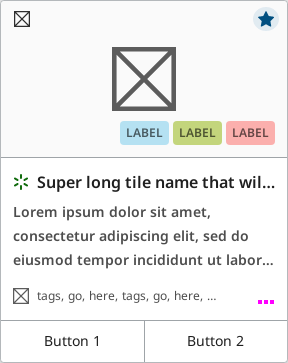 LABEL LABEL LABEL
Super long tile name that wil...
Lorem ipsum dolor sit amet,
consectetur adipiscing elit, sed do
eiusmod tempor incididunt ut labor...
tags, go, here, tags, go, here, ...
Button 1 Button 2